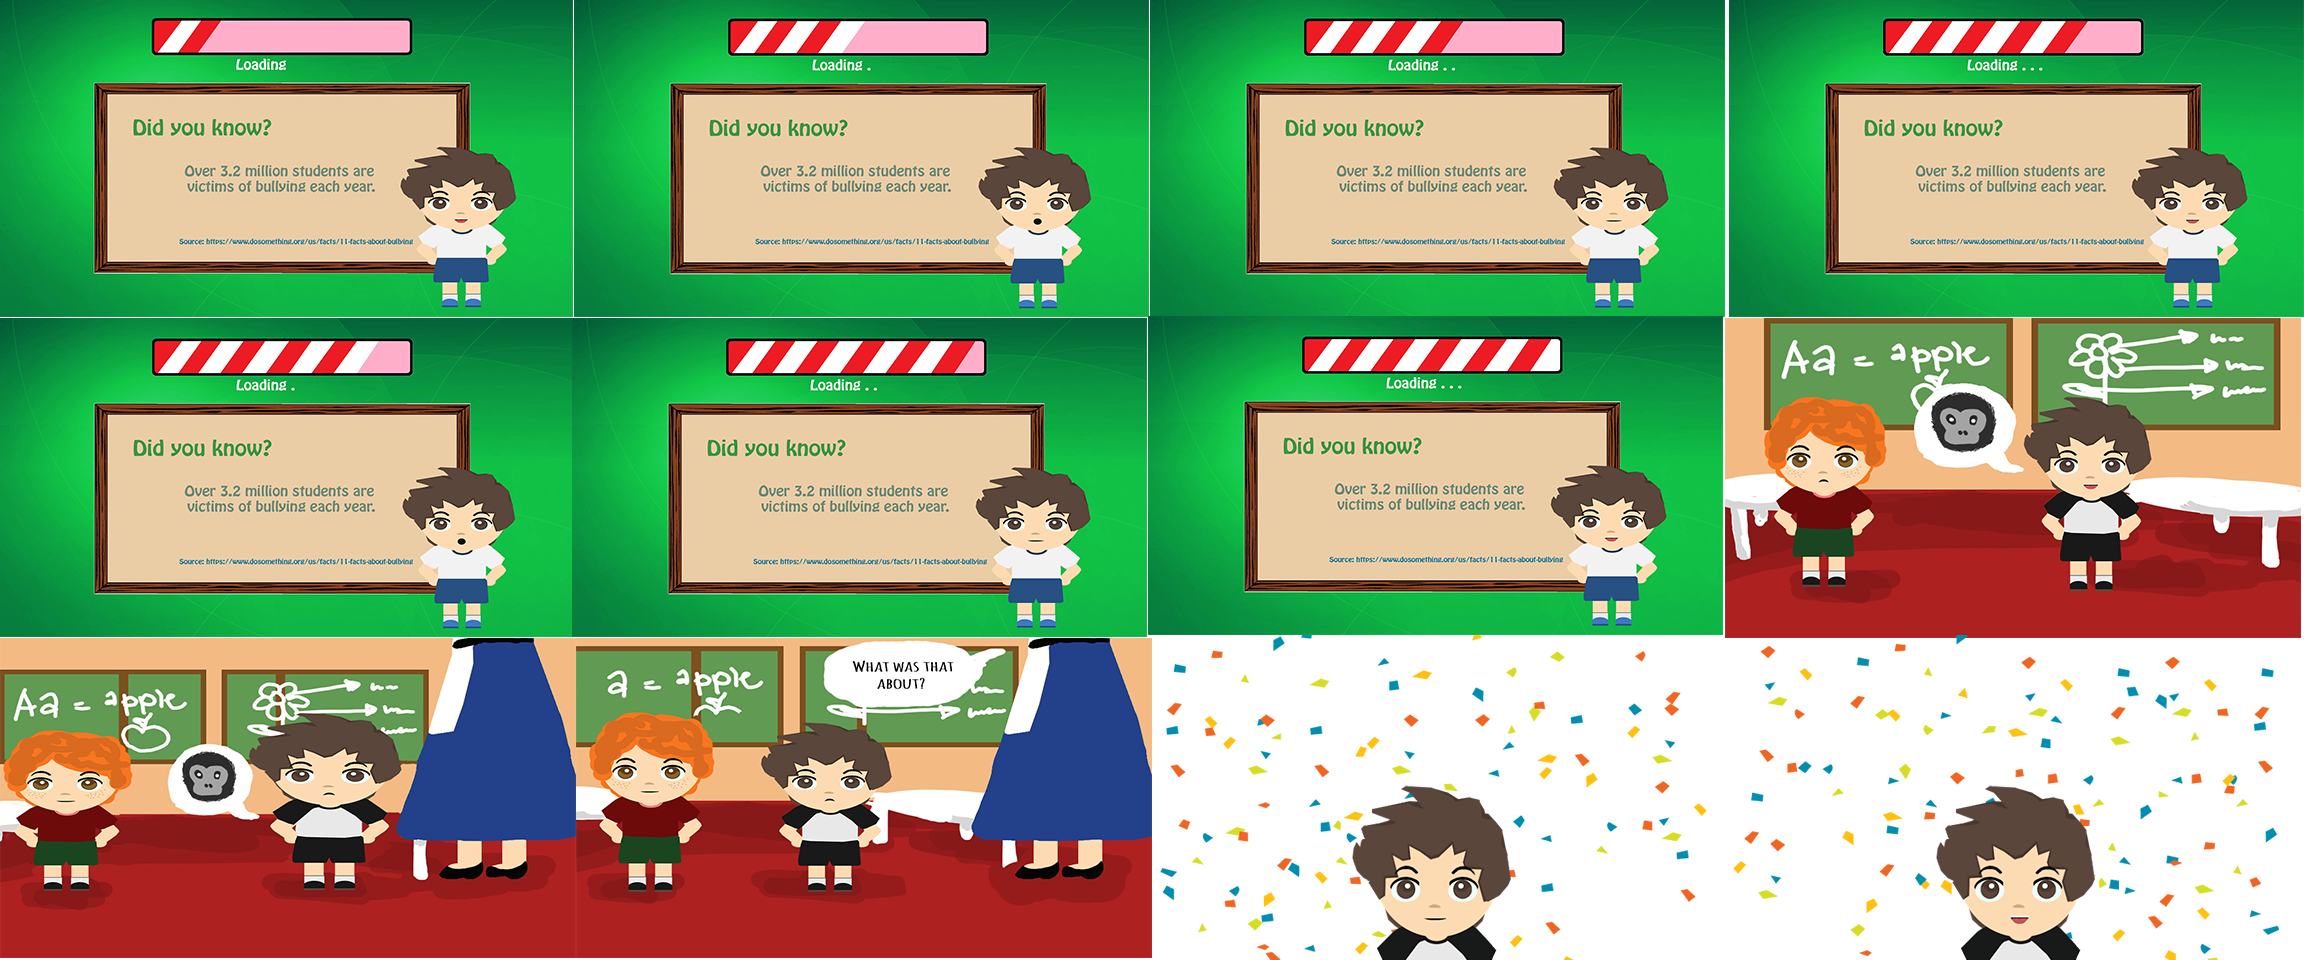 Loading
Did you know?
Over 3.2 million students are
victims of bullying each year.
Source: https://www.dosomething.org/us/facts/11-facts-about-bullying
Loading .
Did you know?
Over 3.2 million students are
victims of bullying each year.
Source: https://www.dosomething.org/us/facts/11-facts-about-bullying
Loading . .
Did you know?
Over 3.2 million students are
victims of bullying each year.
Source: https://www.dosomething.org/us/facts/11-facts-about-bullying
Loading . . .
Did you know?
Over 3.2 million students are
victims of bullying each year.
Source: https://www.dosomething.org/us/facts/11-facts-about-bullying
Loading .
Did you know?
Over 3.2 million students are
victims of bullying each year.
Source: https://www.dosomething.org/us/facts/11-facts-about-bullying
Loading . .
Did you know?
Over 3.2 million students are
victims of bullying each year.
Source: https://www.dosomething.org/us/facts/11-facts-about-bullying
Loading . . .
Did you know?
Over 3.2 million students are
victims of bullying each year.
Source: https://www.dosomething.org/us/facts/11-facts-about-bullying
Aa = apple
Aa = apple
a = apple
WHAT WAS THAT
ABOUT?